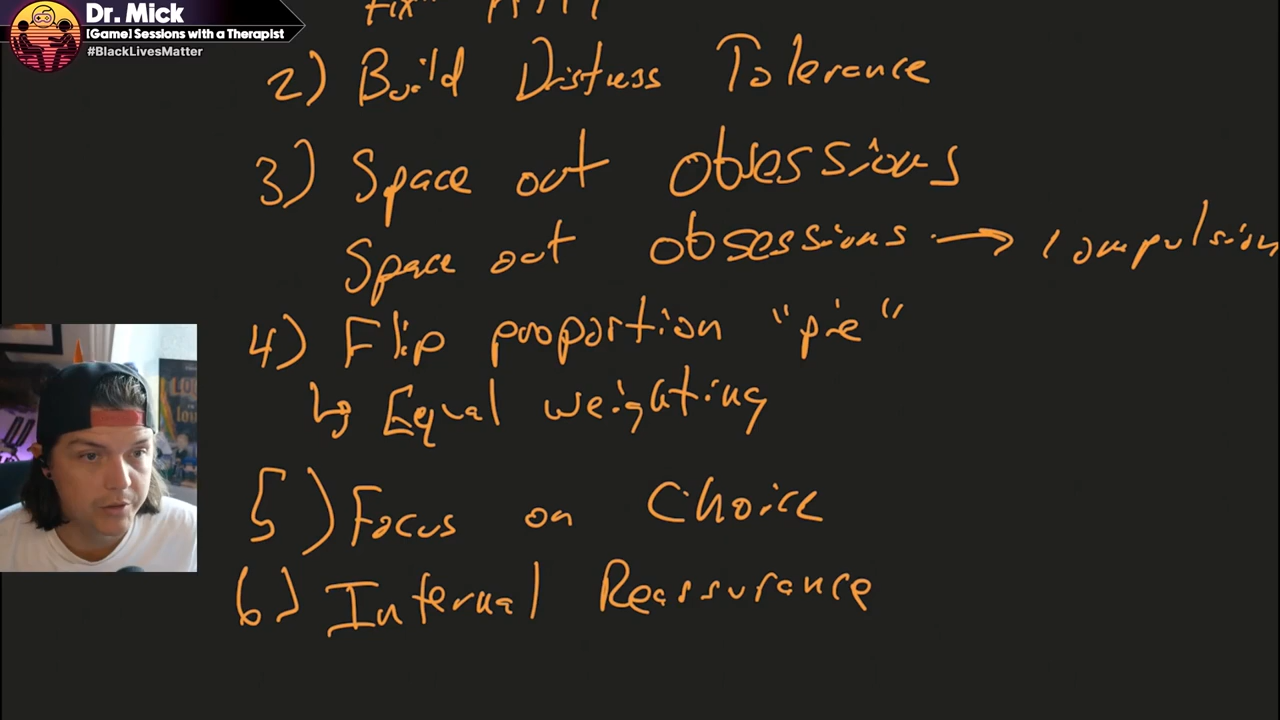 Dr. Mick
[Game] Sessions with a Therapist
#BlackLivesMatter
2) Build Distress Tolerance
3) Space out obsessions
Space out obsessions → compulsion
4) Flip proportion "pie"
↳ Equal weighting
5) Focus on Choice
6) Internal Reassurance